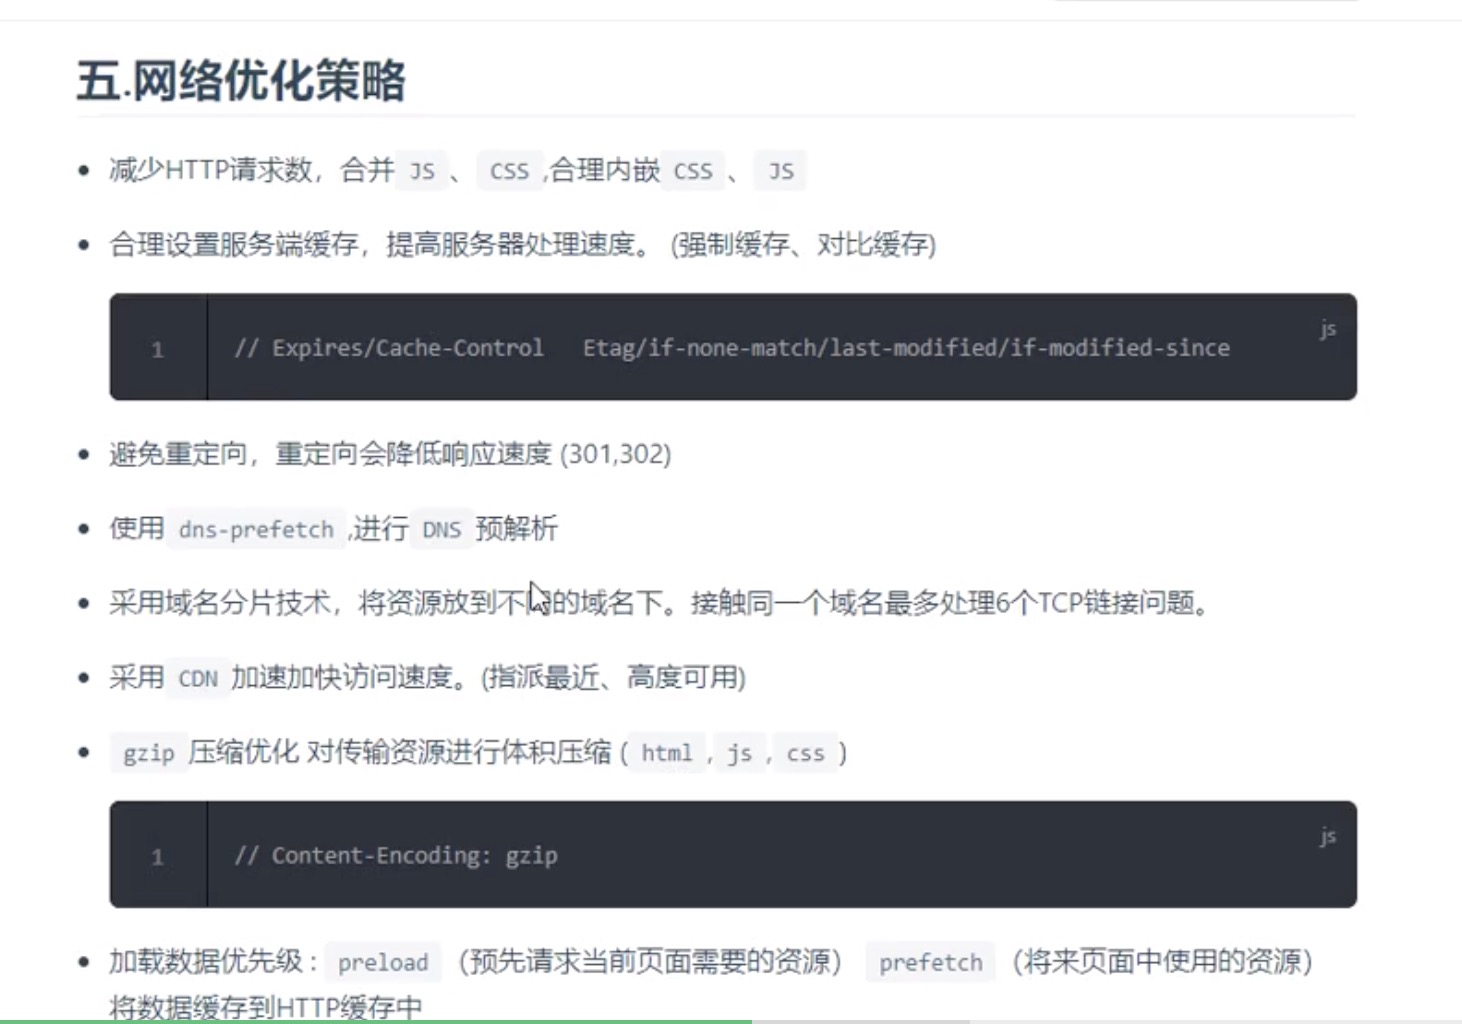 五.网络优化策略
减少HTTP请求数，合并 JS 、 CSS ,合理内嵌 CSS 、 JS
合理设置服务端缓存，提高服务器处理速度。 (强制缓存、对比缓存)
js
1 // Expires/Cache-Control   Etag/if-none-match/last-modified/if-modified-since
避免重定向，重定向会降低响应速度 (301,302)
使用 dns-prefetch ,进行 DNS 预解析
采用域名分片技术，将资源放到不的域名下。接触同一个域名最多处理6个TCP链接问题。
采用 CDN 加速加快访问速度。(指派最近、高度可用)
gzip 压缩优化 对传输资源进行体积压缩 ( html , js , css )
js
1 // Content-Encoding: gzip
加载数据优先级 : preload （预先请求当前页面需要的资源） prefetch （将来页面中使用的资源）
将数据缓存到HTTP缓存中